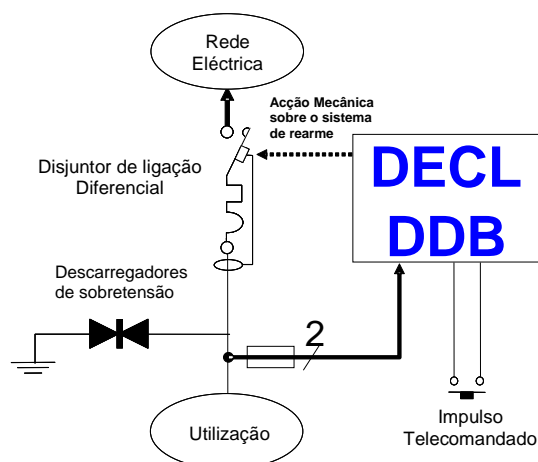 Rede
Eléctrica
Acção Mecânica
sobre o sistema
de rearme
Disjuntor de ligação
Diferencial
DECL
DDB
Descarregadores
de sobretensão
2
Utilização
Impulso
Telecomandado